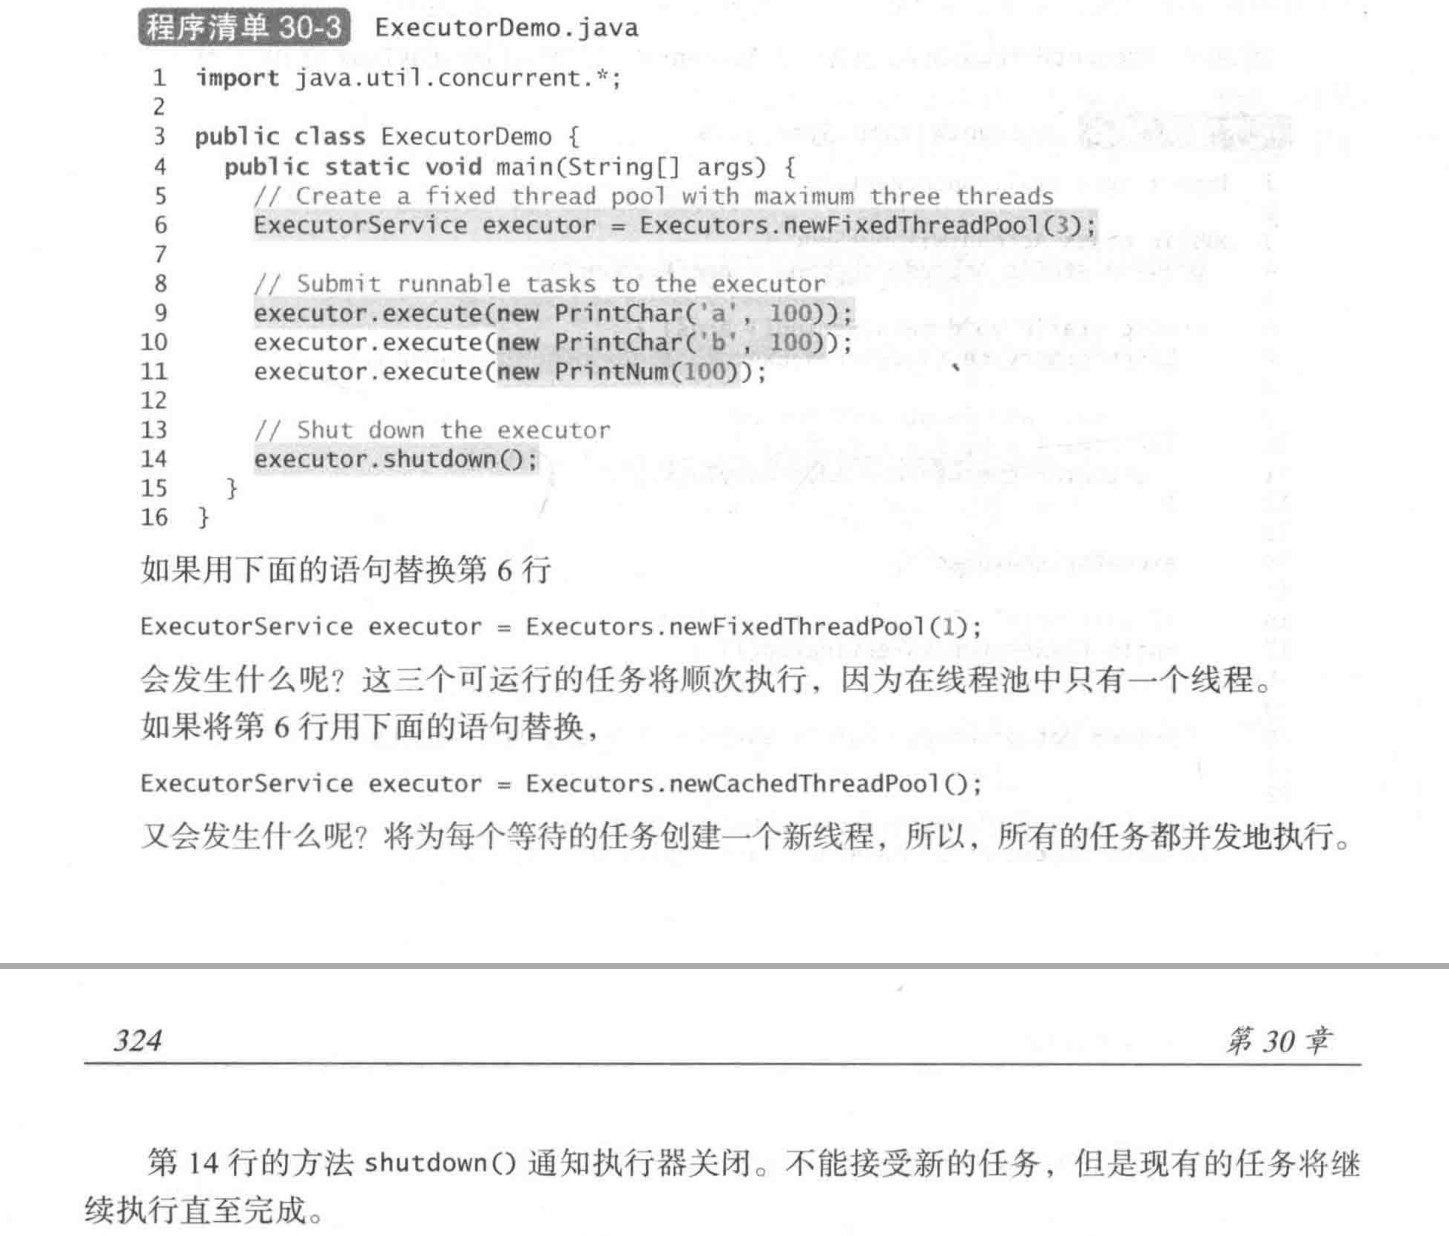 程序清单 30-3 ExecutorDemo.java
1 import java.util.concurrent.*;
2
3 public class ExecutorDemo {
4 public static void main(String[] args) {
5 // Create a fixed thread pool with maximum three threads
6 ExecutorService executor = Executors.newFixedThreadPool(3);
7
8 // Submit runnable tasks to the executor
9 executor.execute(new PrintChar('a', 100));
10 executor.execute(new PrintChar('b', 100));
11 executor.execute(new PrintNum(100));
12
13 // Shut down the executor
14 executor.shutdown();
15 }
16 }
如果用下面的语句替换第 6 行
ExecutorService executor = Executors.newFixedThreadPool(1);
会发生什么呢？这三个可运行的任务将顺次执行，因为在线程池中只有一个线程。
如果将第 6 行用下面的语句替换，
ExecutorService executor = Executors.newCachedThreadPool();
又会发生什么呢？将为每个等待的任务创建一个新线程，所以，所有的任务都并发地执行。
324 第 30 章
第 14 行的方法 shutdown() 通知执行器关闭。不能接受新的任务，但是现有的任务将继
续执行直至完成。